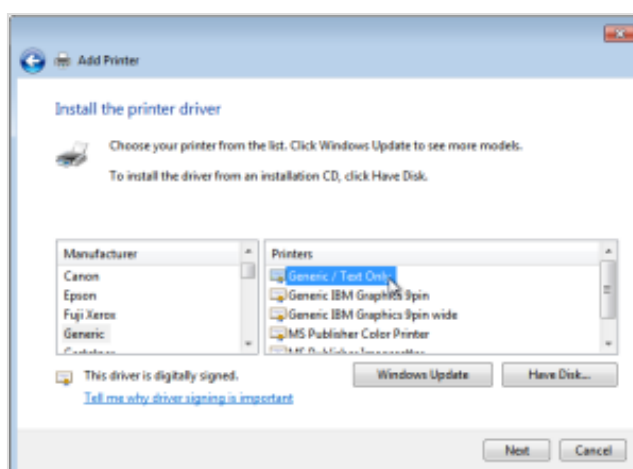 Add Printer
Install the printer driver
Choose your printer from the list. Click Windows Update to see more models.
To install the driver from an installation CD, click Have Disk.
Manufacturer
Canon
Epson
Fuji Xerox
Generic
Printers
Generic / Text Only
Generic IBM Graphics 9pin
Generic IBM Graphics 9pin wide
MS Publisher Color Printer
This driver is digitally signed.
Tell me why driver signing is important
Windows Update
Have Disk...
Next
Cancel